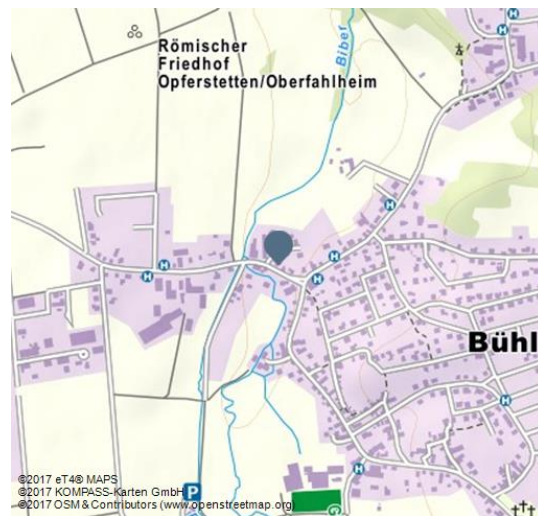 Römischer
Friedhof
Opferstetten/Oberfahlheim
Biber
H
H
H
H
H
H
Bühl
H
H
H
P
©2017 eT4® MAPS
©2017 KOMPASS-Karten GmbH
©2017 OSM & Contributors (www.openstreetmap.org)